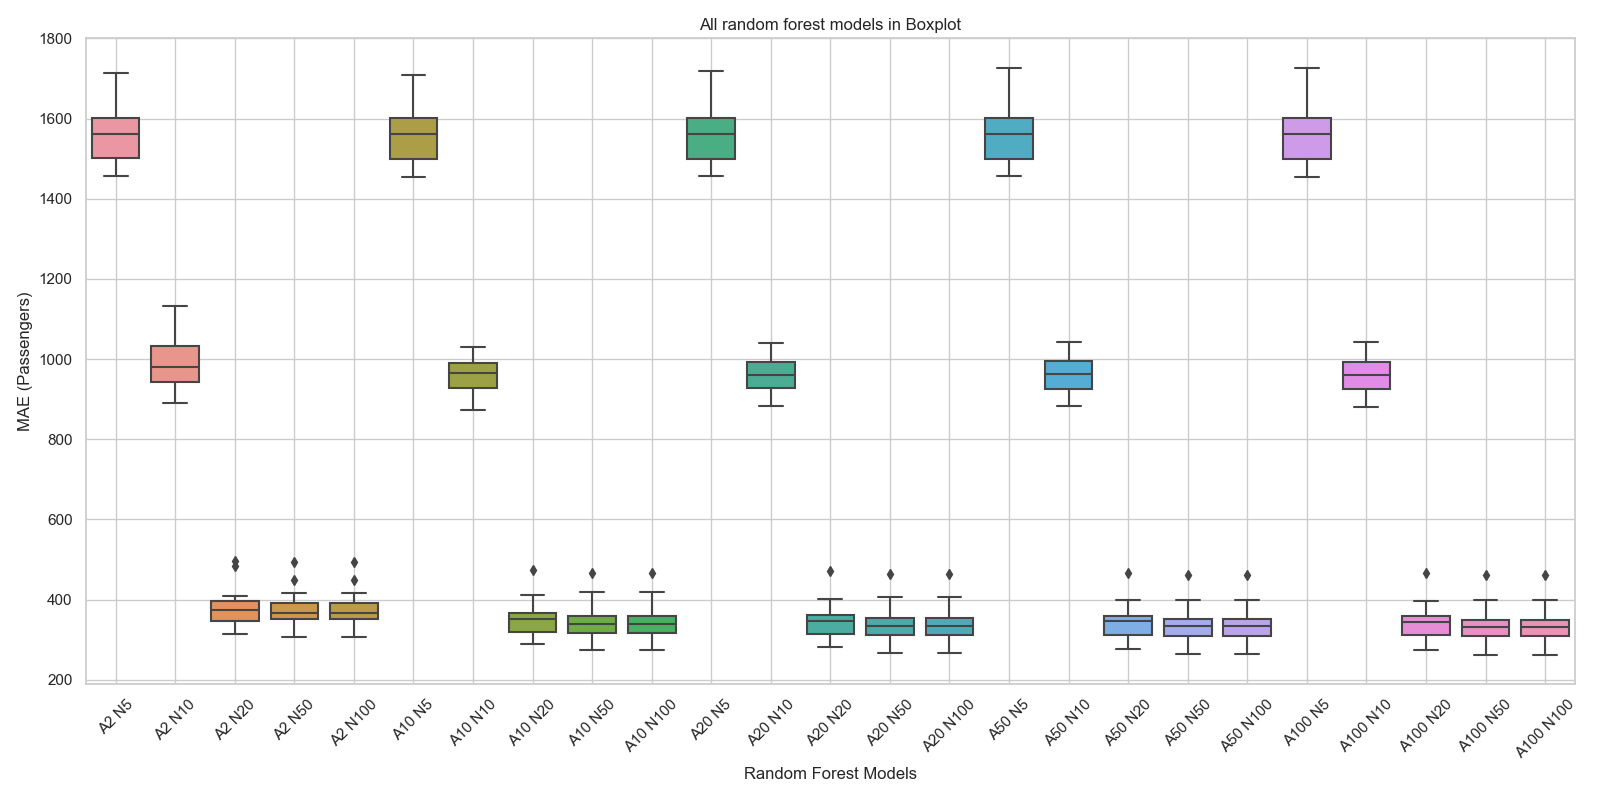 All random forest models in Boxplot
1800
1600
1400
1200
1000
800
600
400
200
MAE (Passengers)
A2 N5
A2 N10
A2 N20
A2 N50
A2 N100
A10 N5
A10 N10
A10 N20
A10 N50
A10 N100
A20 N5
A20 N10
A20 N20
A20 N50
A20 N100
A50 N5
A50 N10
A50 N20
A50 N50
A50 N100
A100 N5
A100 N10
A100 N20
A100 N50
A100 N100
Random Forest Models